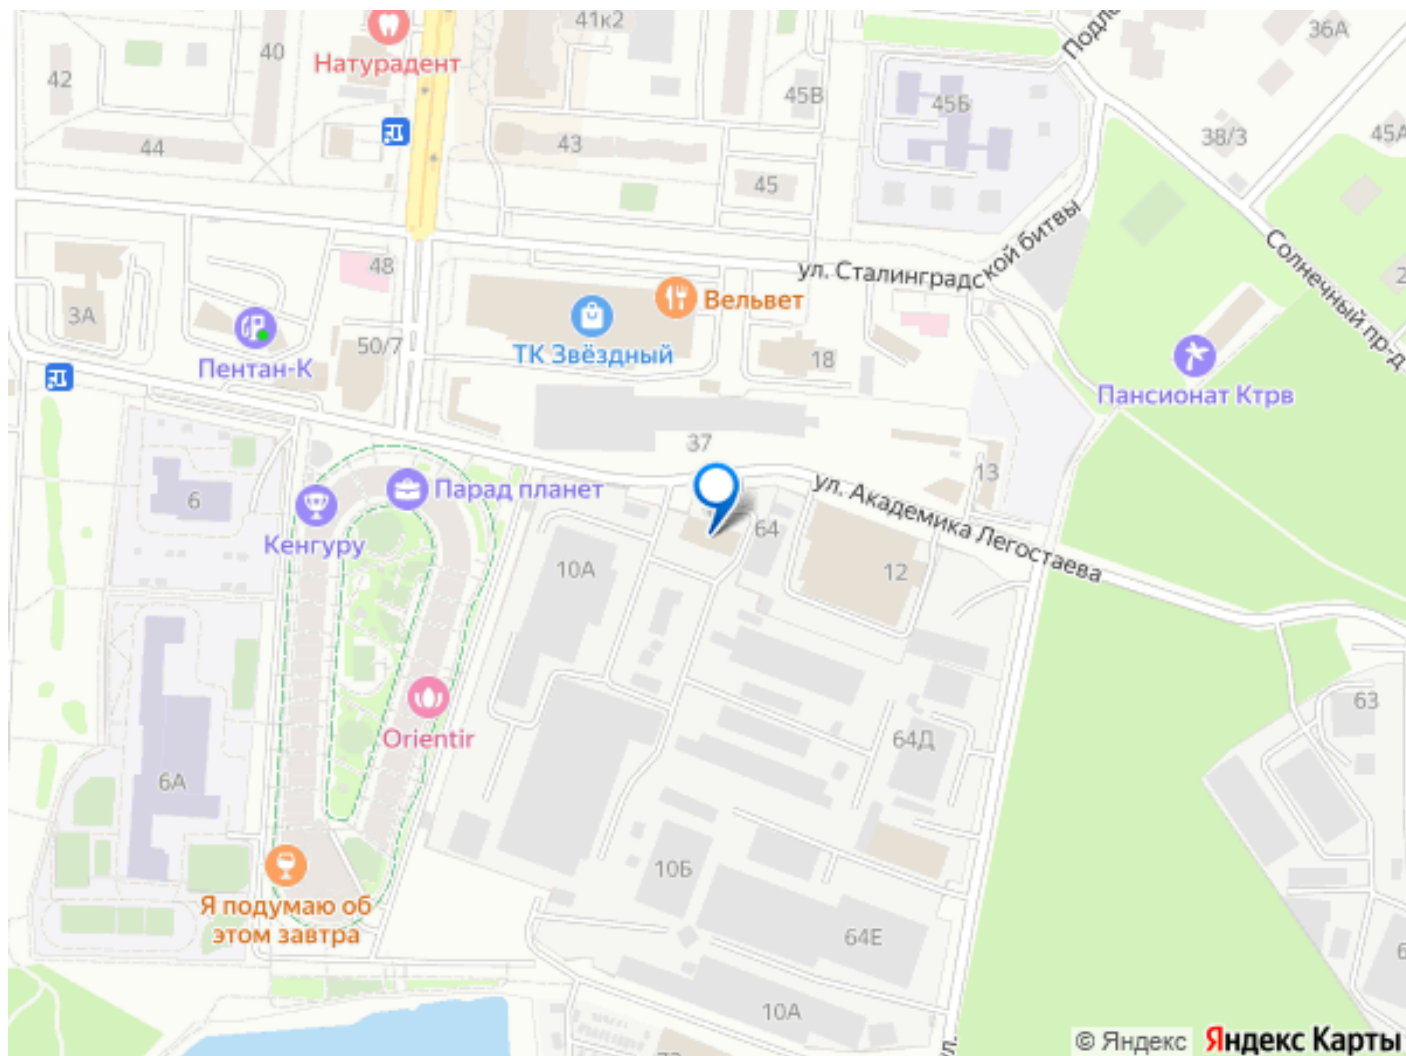 41к2
36А
Натурадент
42
40
45В
45Б
44
43
45
38/3
45А
ул. Сталинградской битвы
Солнечный пр-д
48
3А
Вельвет
ТК Звёздный
50/7
Пентан-К
18
Пансионат Ктрв
37
13
6
Парад планет
Кенгуру
ул. Академика Легостаева
64
10А
12
Orientir
63
64Д
6А
10Б
Я подумаю об
этом завтра
64Е
10А
© Яндекс
Яндекс Карты